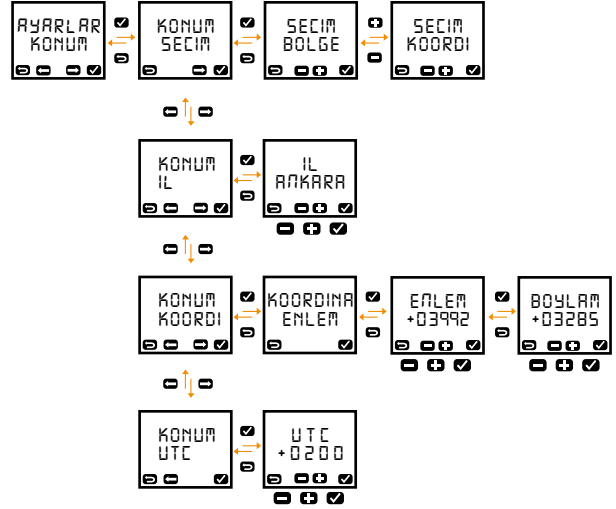 AYARLAR
KONUM
KONUM
SECIM
SECIM
BOLGE
SECIM
KOORDI
KONUM
IL
IL
ANKARA
KONUM
KOORDI
KOORDINA
ENLEM
ENLEM
+03992
BOYLAM
+03285
KONUM
UTC
UTC
+0200